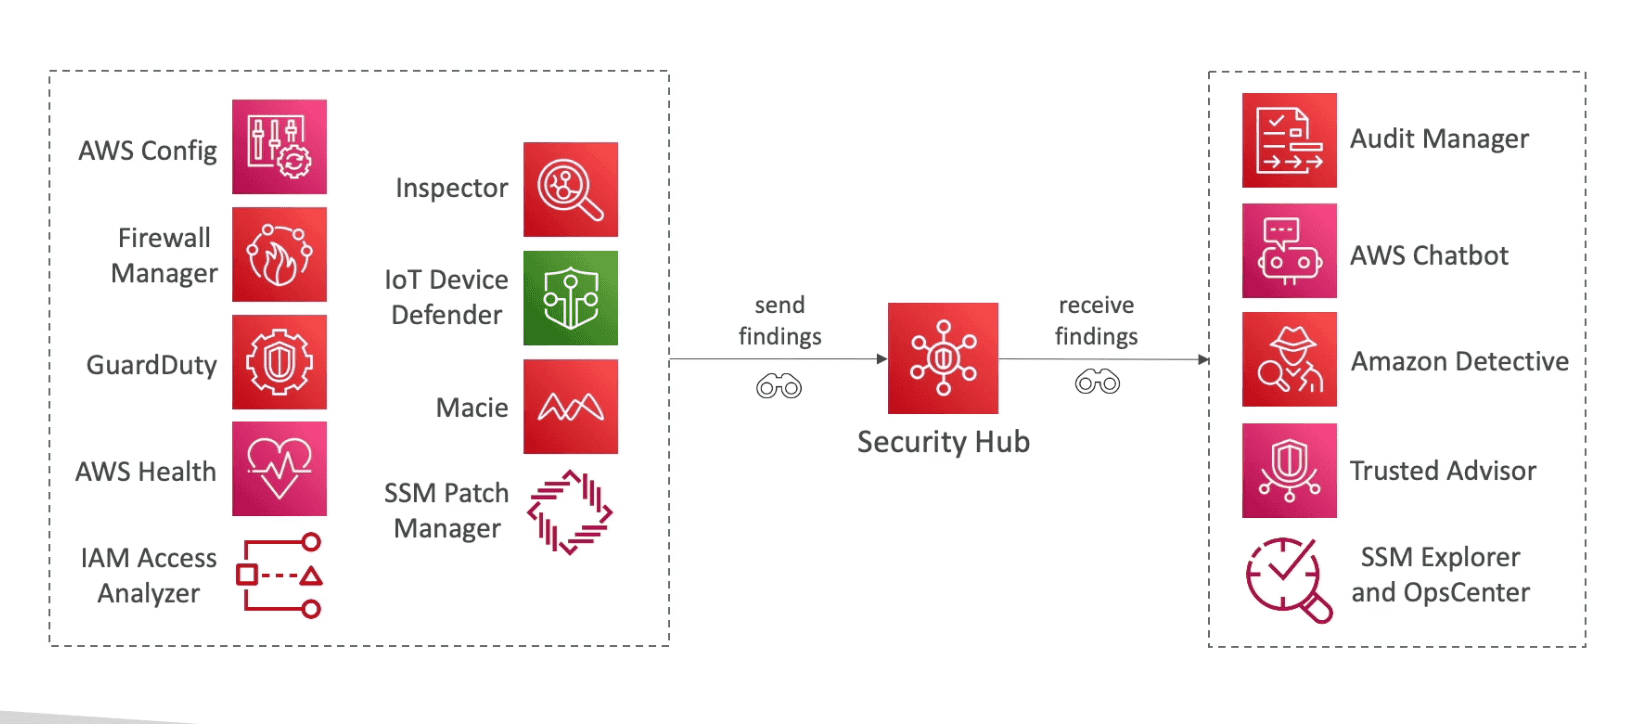 AWS Config
Firewall
Manager
GuardDuty
AWS Health
IAM Access
Analyzer
Inspector
IoT Device
Defender
Macie
SSM Patch
Manager
send
findings
Security Hub
receive
findings
Audit Manager
AWS Chatbot
Amazon Detective
Trusted Advisor
SSM Explorer
and OpsCenter